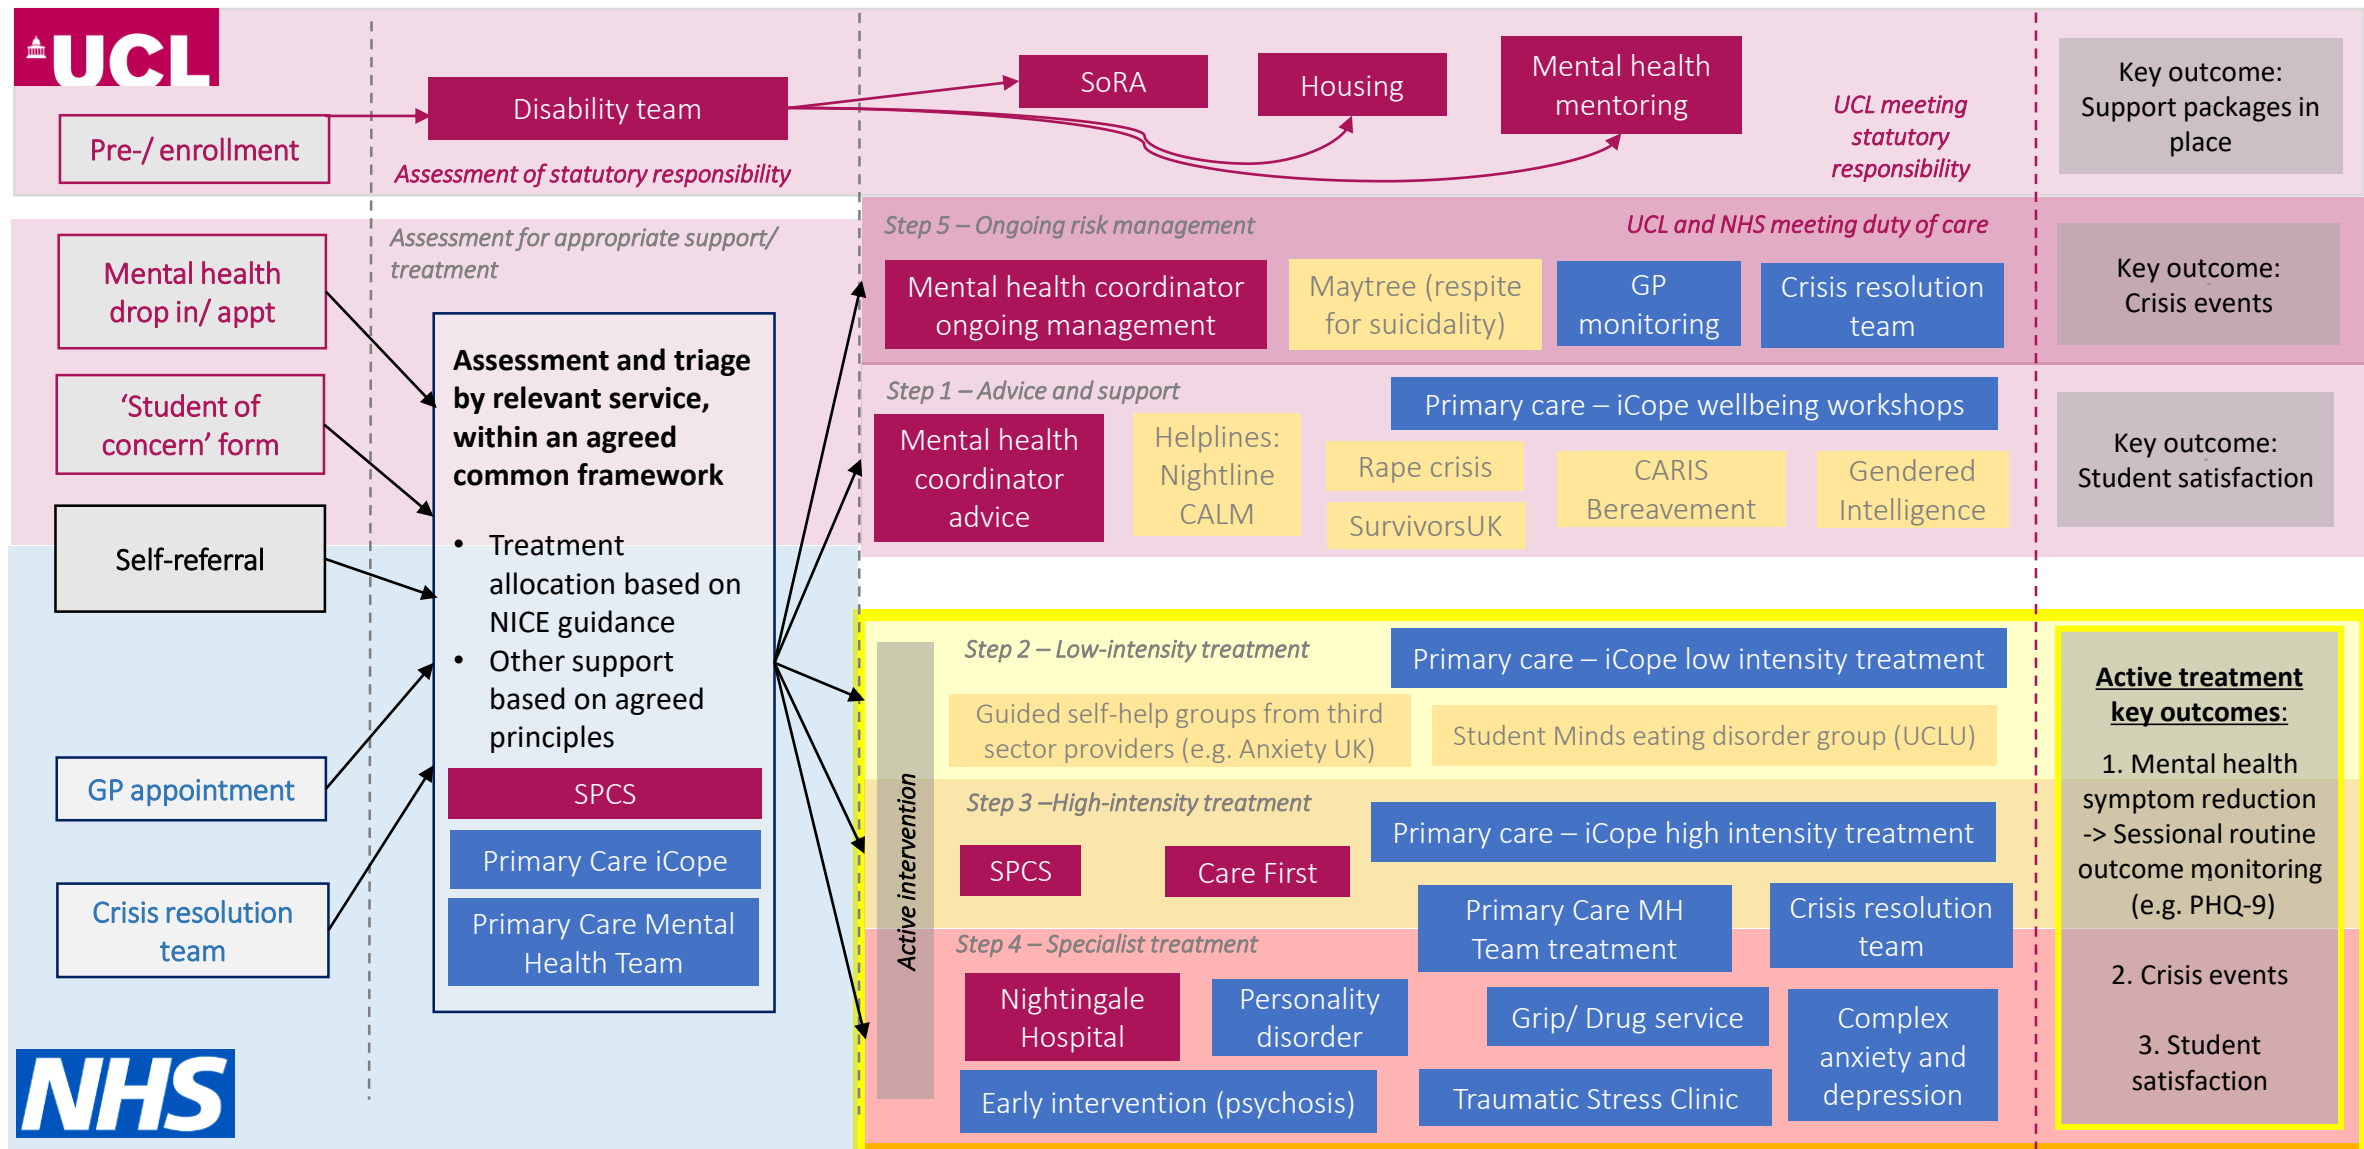 UCL
Pre-/ enrollment
Disability team
Assessment of statutory responsibility
SoRA
Housing
Mental health
mentoring
UCL meeting
statutory
responsibility
Key outcome:
Support packages in
place
Mental health
drop in/ appt
‘Student of
concern’ form
Self-referral
GP appointment
Crisis resolution
team
NHS
Assessment for appropriate support/
treatment
Assessment and triage
by relevant service,
within an agreed
common framework
• Treatment
allocation based on
NICE guidance
• Other support
based on agreed
principles
SPCS
Primary Care iCope
Primary Care Mental
Health Team
Step 5 – Ongoing risk management
UCL and NHS meeting duty of care
Mental health coordinator
ongoing management
Maytree (respite
for suicidality)
GP
monitoring
Crisis resolution
team
Key outcome:
Crisis events
Step 1 – Advice and support
Primary care – iCope wellbeing workshops
Mental health
coordinator
advice
Helplines:
Nightline
CALM
Rape crisis
SurvivorsUK
CARIS
Bereavement
Gendered
Intelligence
Key outcome:
Student satisfaction
Active intervention
Step 2 – Low-intensity treatment
Primary care – iCope low intensity treatment
Guided self-help groups from third
sector providers (e.g. Anxiety UK)
Student Minds eating disorder group (UCLU)
Step 3 –High-intensity treatment
Primary care – iCope high intensity treatment
SPCS
Care First
Primary Care MH
Team treatment
Crisis resolution
team
Step 4 – Specialist treatment
Nightingale
Hospital
Personality
disorder
Grip/ Drug service
Complex
anxiety and
depression
Early intervention (psychosis)
Traumatic Stress Clinic
Active treatment
key outcomes:
1. Mental health
symptom reduction
-> Sessional routine
outcome monitoring
(e.g. PHQ-9)
2. Crisis events
3. Student
satisfaction